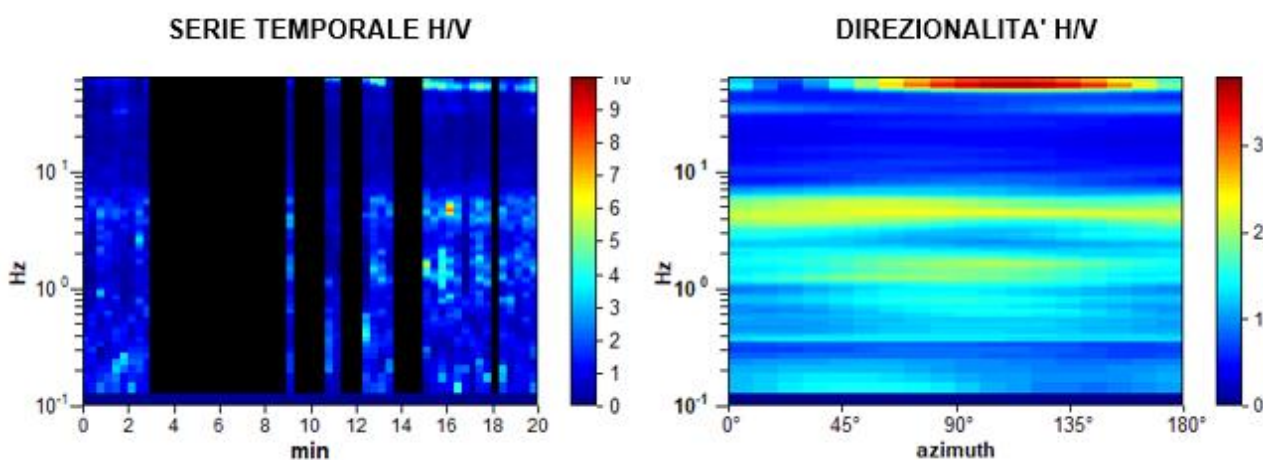 SERIE TEMPORALE H/V
DIREZIONALITA' H/V
Hz
10¹
10⁰
10⁻¹
0 2 4 6 8 10 12 14 16 18 20
min
10
9
8
7
6
5
4
3
2
1
0
Hz
10¹
10⁰
10⁻¹
0° 45° 90° 135° 180°
azimuth
3
2
1
0